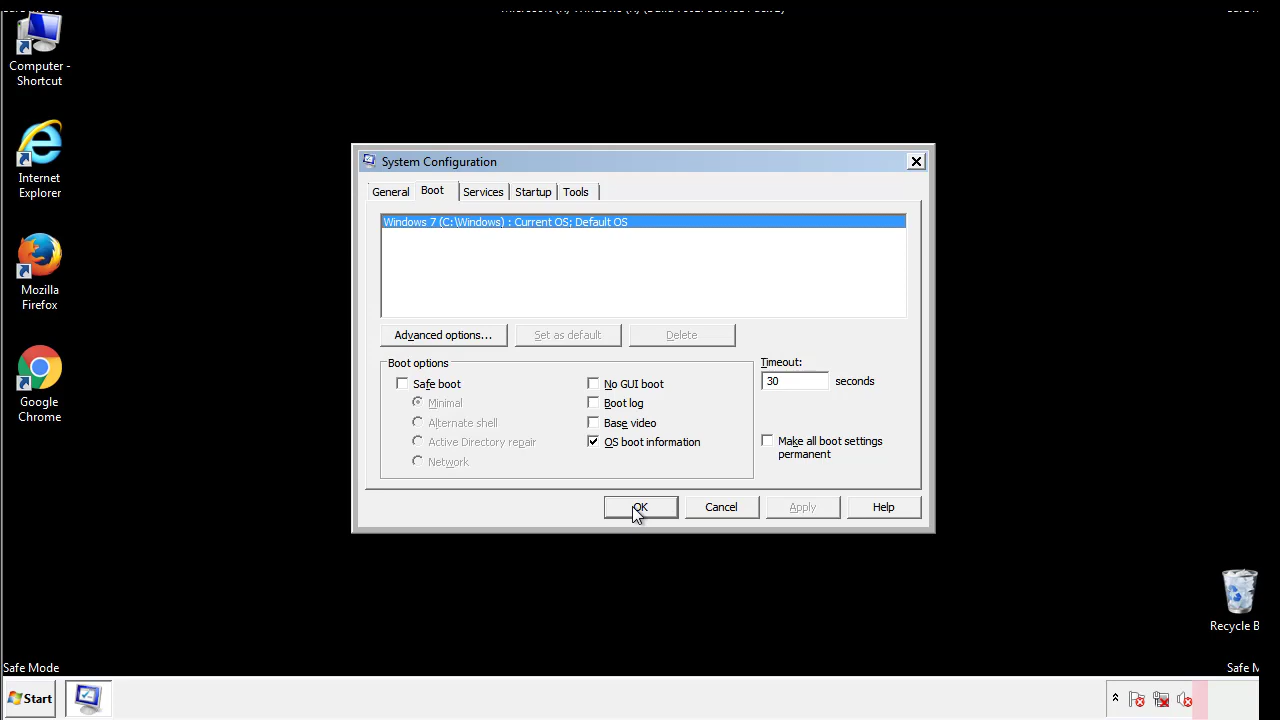 Computer -
Shortcut
Internet
Explorer
Mozilla
Firefox
Google
Chrome
System Configuration
General
Boot
Services
Startup
Tools
Windows 7 (C:\Windows) : Current OS; Default OS
Advanced options...
Set as default
Delete
Boot options
Safe boot
Minimal
Alternate shell
Active Directory repair
Network
No GUI boot
Boot log
Base video
OS boot information
Timeout:
30 seconds
Make all boot settings
permanent
OK
Cancel
Apply
Help
Recycle B
Safe Mode
Safe M
Start